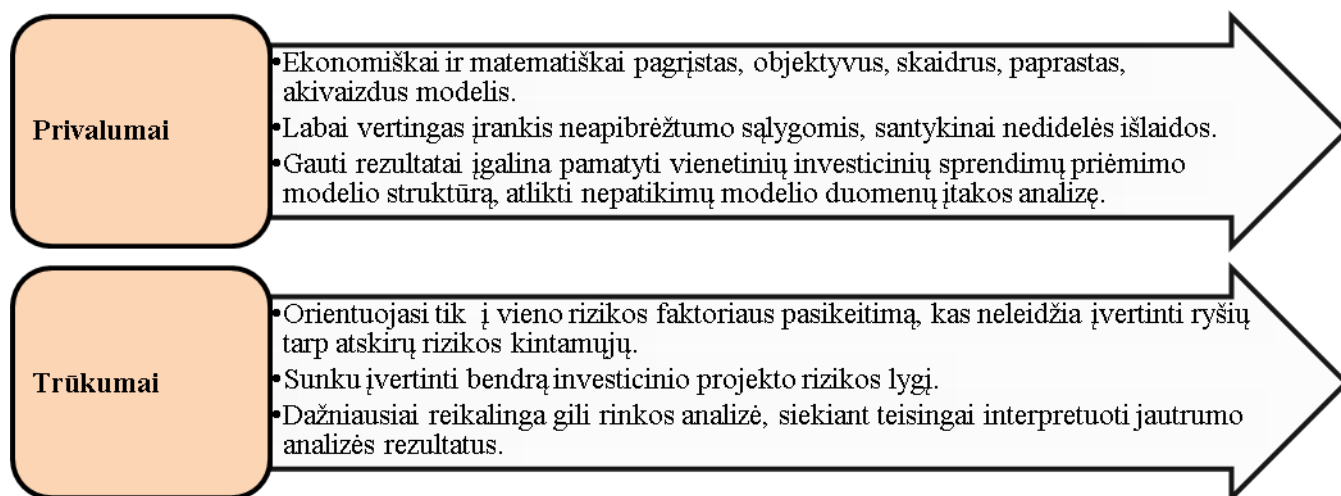 Privalumai
•Ekonomiškai ir matematiškai pagrįstas, objektyvus, skaidrus, paprastas,
akivaizdus modelis.
•Labai vertingas įrankis neapibrėžtumo sąlygomis, santykinai nedidelės išlaidos.
•Gauti rezultatai įgalina pamatyti vienetinių investicinių sprendimų priėmimo
modelio struktūrą, atlikti nepatikimų modelio duomenų įtakos analizę.
Trūkumai
•Orientuojasi tik į vieno rizikos faktoriaus pasikeitimą, kas neleidžia įvertinti ryšių
tarp atskirų rizikos kintamųjų.
•Sunku įvertinti bendrą investicinio projekto rizikos lygį.
•Dažniausiai reikalinga gili rinkos analizė, siekiant teisingai interpretuoti jautrumo
analizės rezultatus.